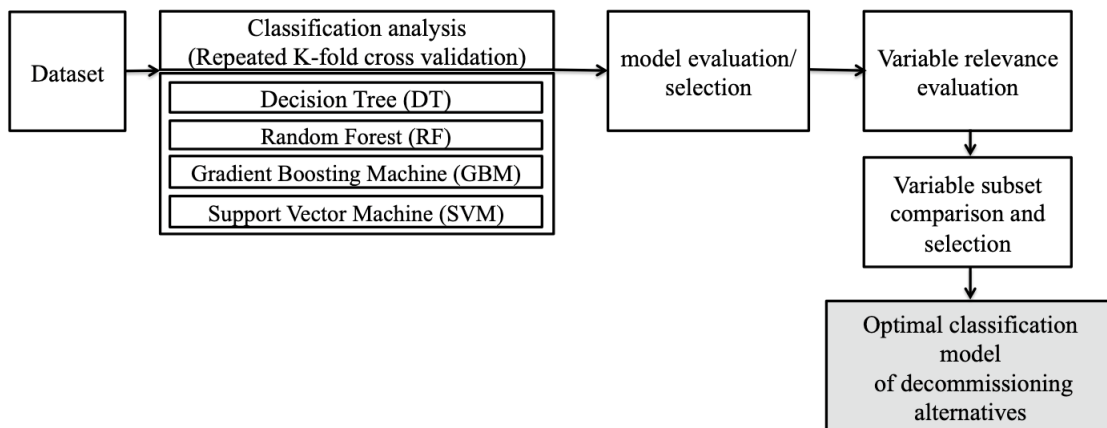 Dataset
Classification analysis
(Repeated K-fold cross validation)
Decision Tree (DT)
Random Forest (RF)
Gradient Boosting Machine (GBM)
Support Vector Machine (SVM)
model evaluation/
selection
Variable relevance
evaluation
Variable subset
comparison and
selection
Optimal classification
model
of decommissioning
alternatives